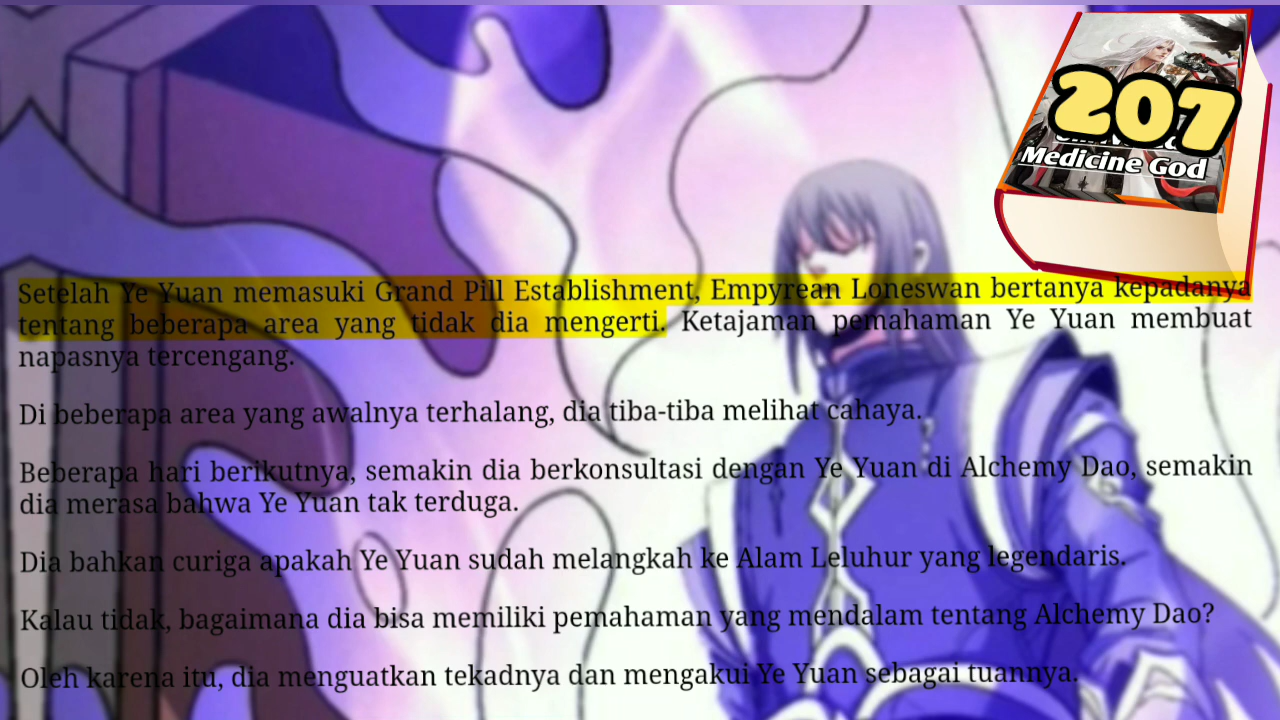 207
Medicine God
Setelah Ye Yuan memasuki Grand Pill Establishment, Empyrean Loneswan bertanya kepadanya
tentang beberapa area yang tidak dia mengerti. Ketajaman pemahaman Ye Yuan membuat
napasnya tercengang.
Di beberapa area yang awalnya terhalang, dia tiba-tiba melihat cahaya.
Beberapa hari berikutnya, semakin dia berkonsultasi dengan Ye Yuan di Alchemy Dao, semakin
dia merasa bahwa Ye Yuan tak terduga.
Dia bahkan curiga apakah Ye Yuan sudah melangkah ke Alam Leluhur yang legendaris.
Kalau tidak, bagaimana dia bisa memiliki pemahaman yang mendalam tentang Alchemy Dao?
Oleh karena itu, dia menguatkan tekadnya dan mengakui Ye Yuan sebagai tuannya.